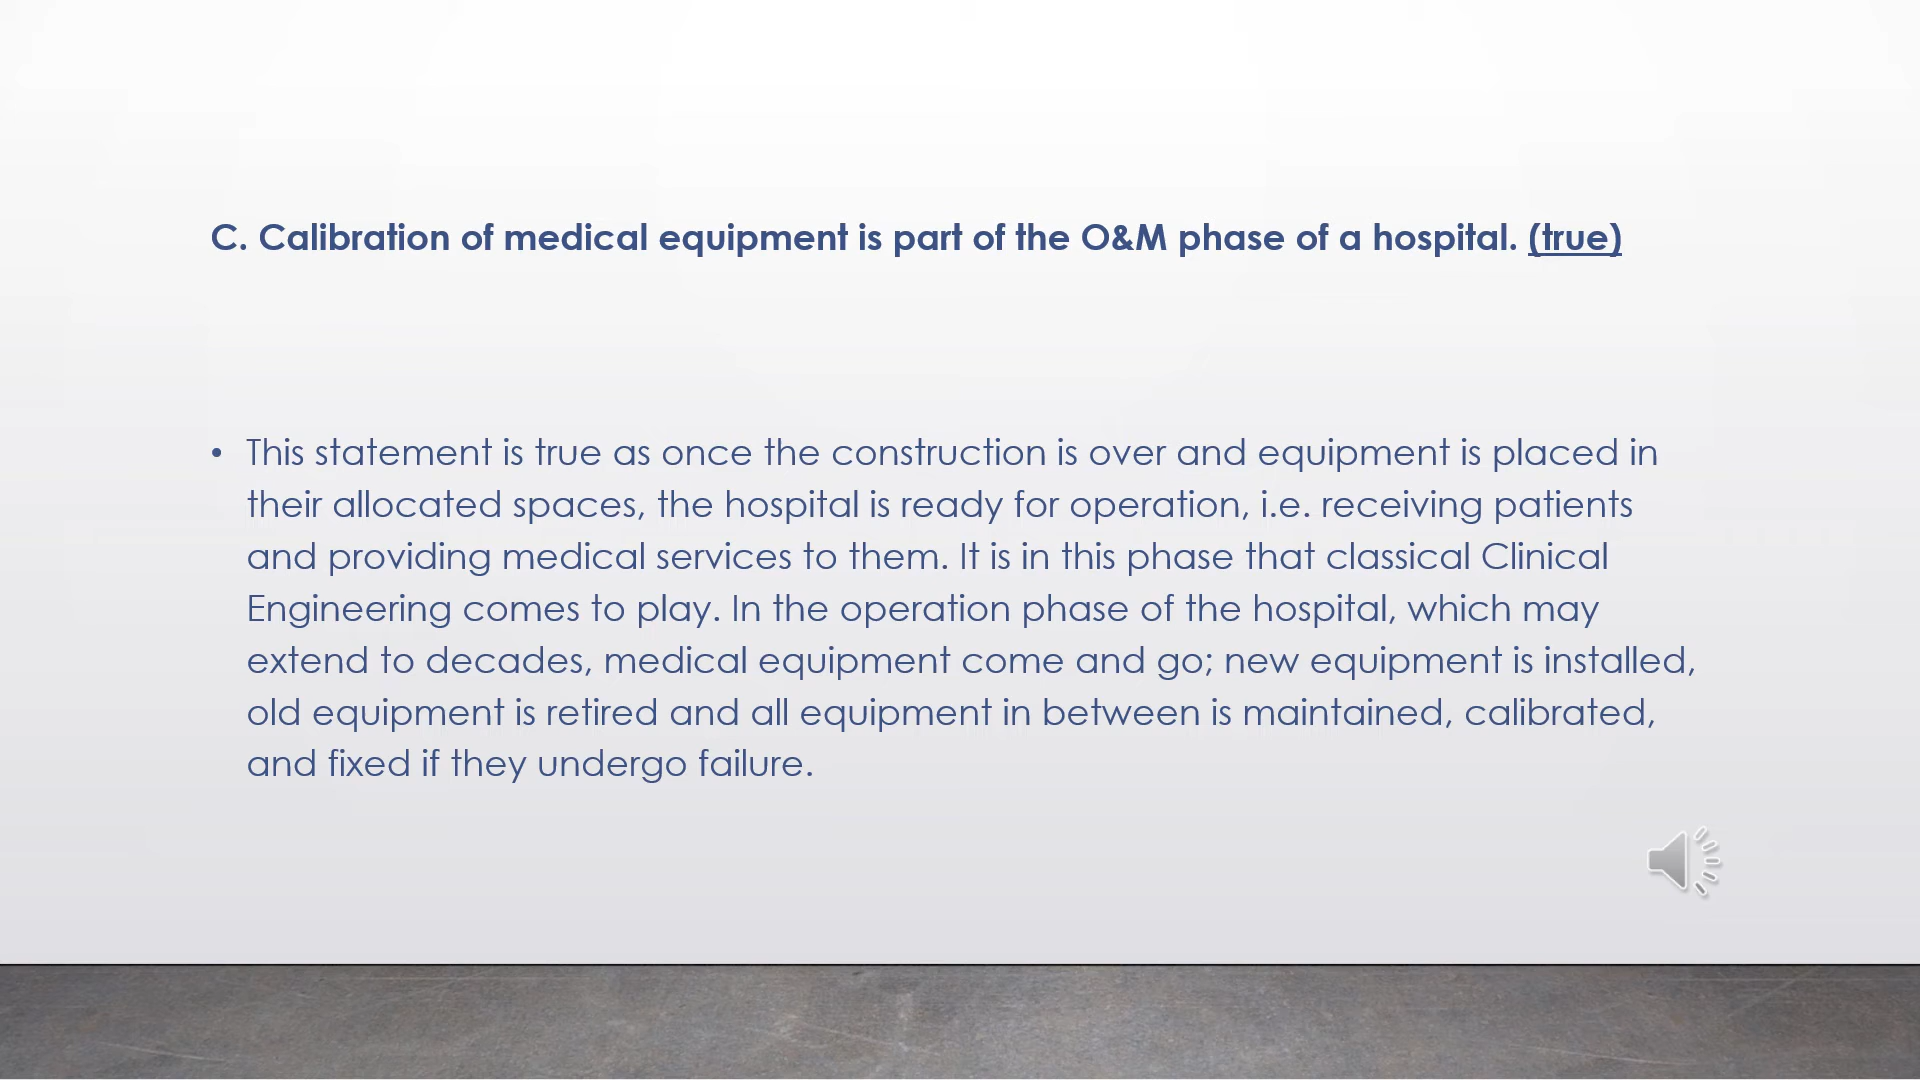 C. Calibration of medical equipment is part of the O&M phase of a hospital. (true)
• This statement is true as once the construction is over and equipment is placed in
their allocated spaces, the hospital is ready for operation, i.e. receiving patients
and providing medical services to them. It is in this phase that classical Clinical
Engineering comes to play. In the operation phase of the hospital, which may
extend to decades, medical equipment come and go; new equipment is installed,
old equipment is retired and all equipment in between is maintained, calibrated,
and fixed if they undergo failure.